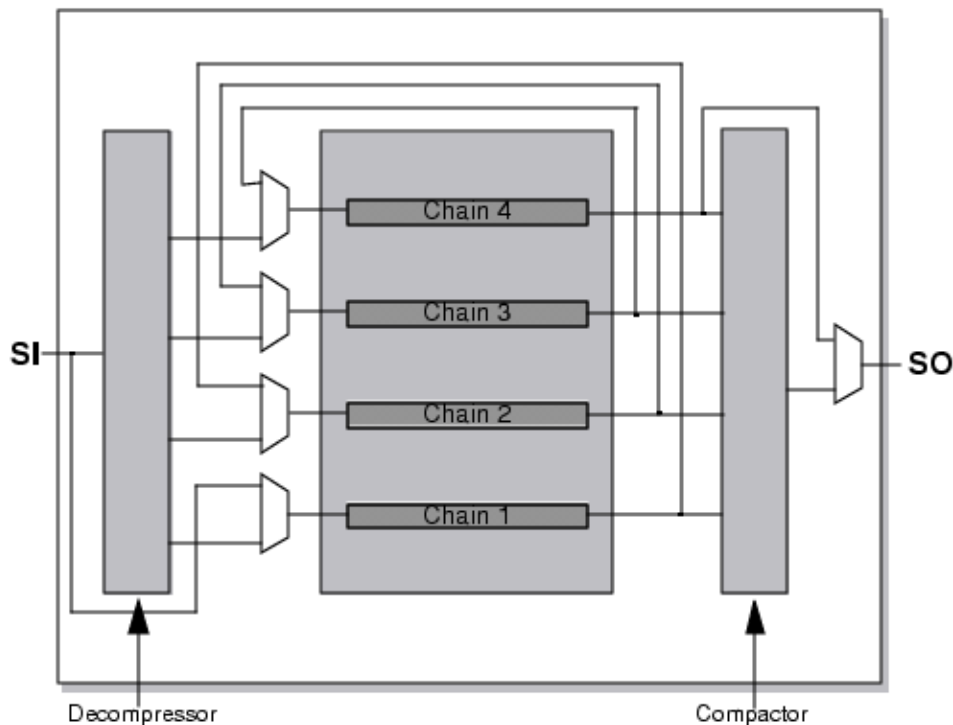 Chain 4
Chain 3
SI
SO
Chain 2
Chain 1
Decompressor
Compactor